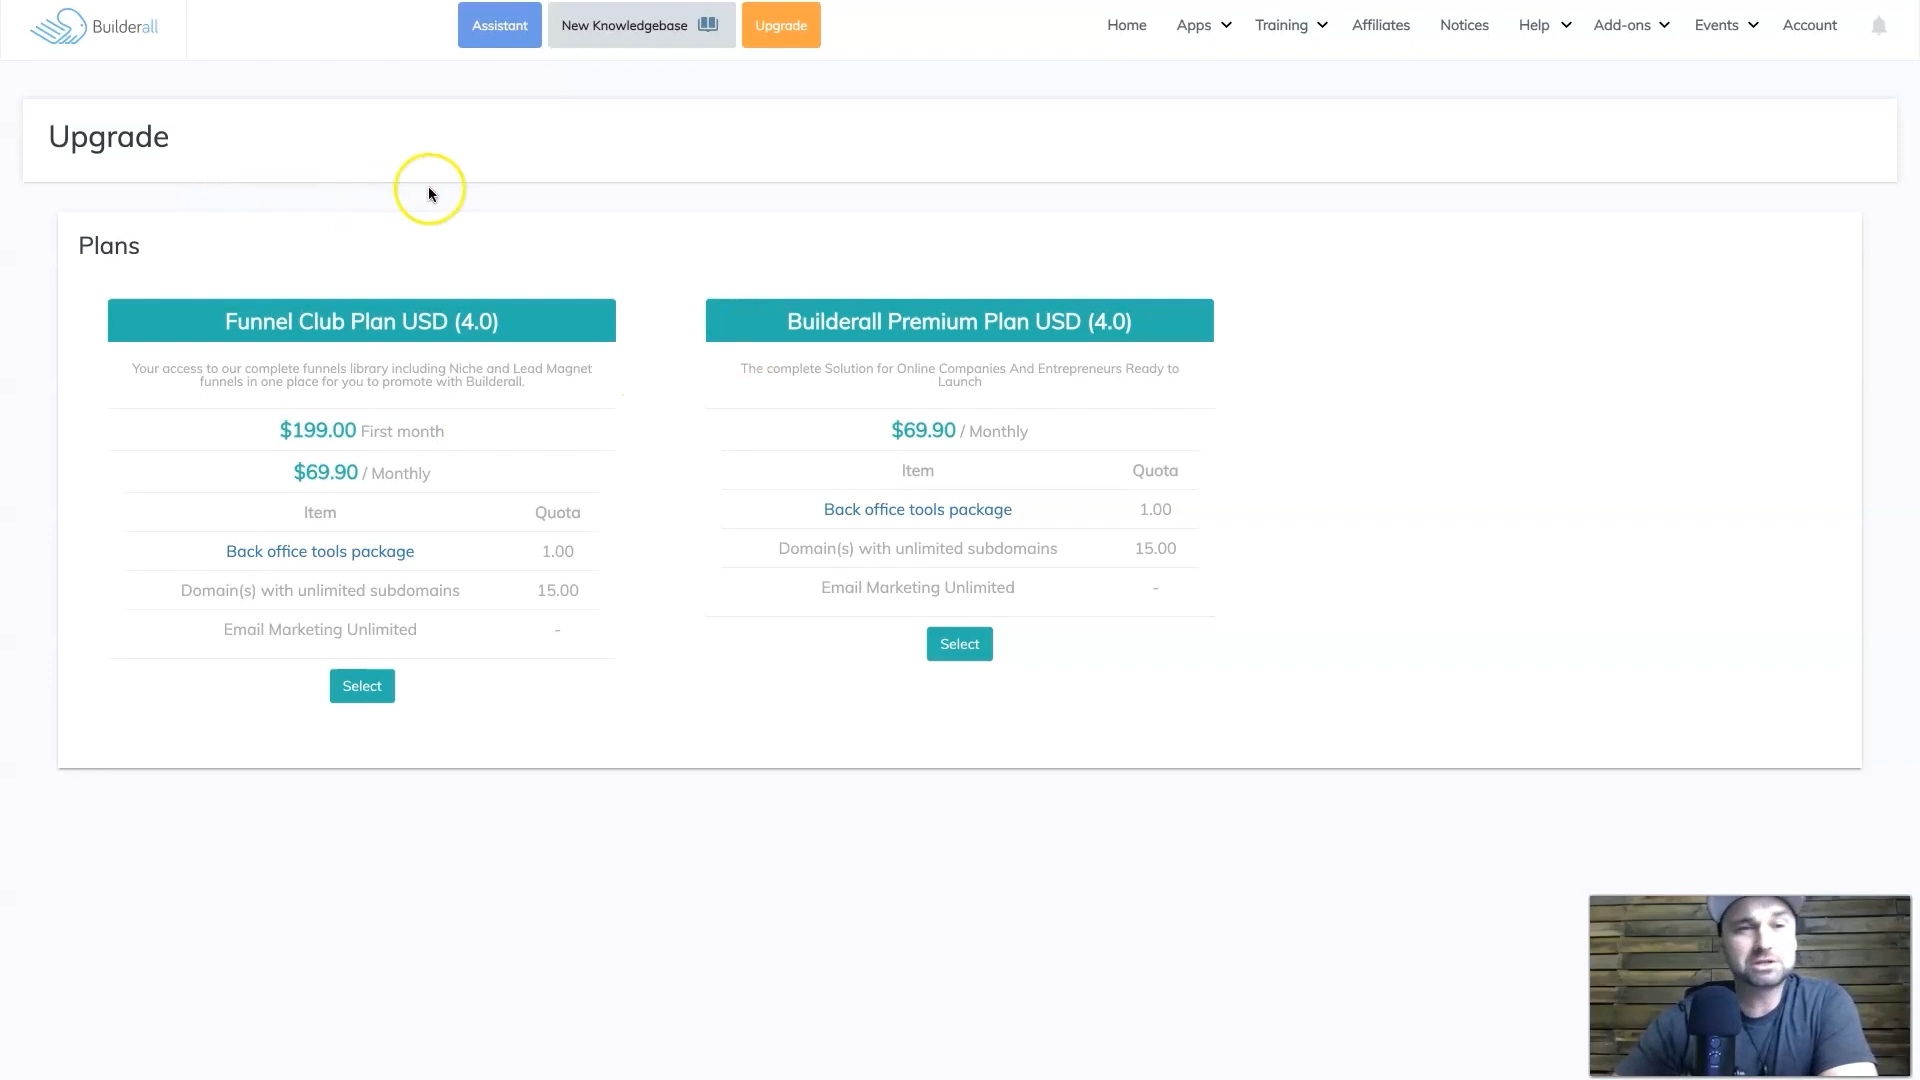 Builderall
Assistant
New Knowledgebase
Upgrade
Home
Apps
Training
Affiliates
Notices
Help
Add-ons
Events
Account
Upgrade
Plans
Funnel Club Plan USD (4.0)
Your access to our complete funnels library including Niche and Lead Magnet
funnels in one place for you to promote with Builderall.
$199.00 First month
$69.90 / Monthly
Item Quota
Back office tools package 1.00
Domain(s) with unlimited subdomains 15.00
Email Marketing Unlimited -
Select
Builderall Premium Plan USD (4.0)
The complete Solution for Online Companies And Entrepreneurs Ready to
Launch
$69.90 / Monthly
Item Quota
Back office tools package 1.00
Domain(s) with unlimited subdomains 15.00
Email Marketing Unlimited -
Select